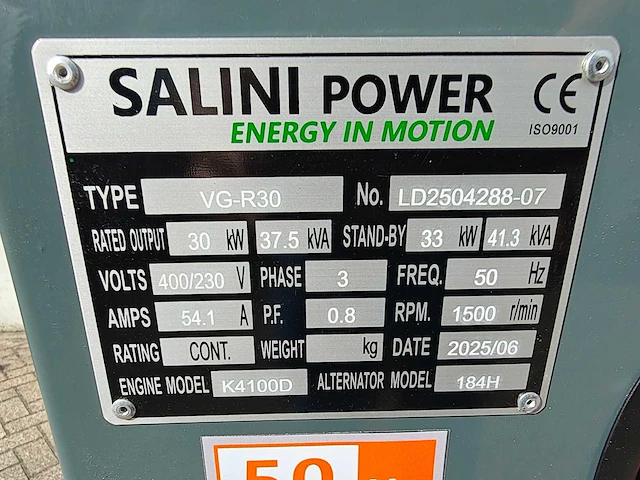 SALINI POWER CE
ENERGY IN MOTION ISO9001
TYPE VG-R30 No. LD2504288-07
RATED OUTPUT 30 kW 37.5 kVA STAND-BY 33 kW 41.3 kVA
VOLTS 400/230 V PHASE 3 FREQ. 50 Hz
AMPS 54.1 A P.F. 0.8 RPM. 1500 r/min
RATING CONT. WEIGHT kg DATE 2025/06
ENGINE MODEL K4100D ALTERNATOR MODEL 184H
50